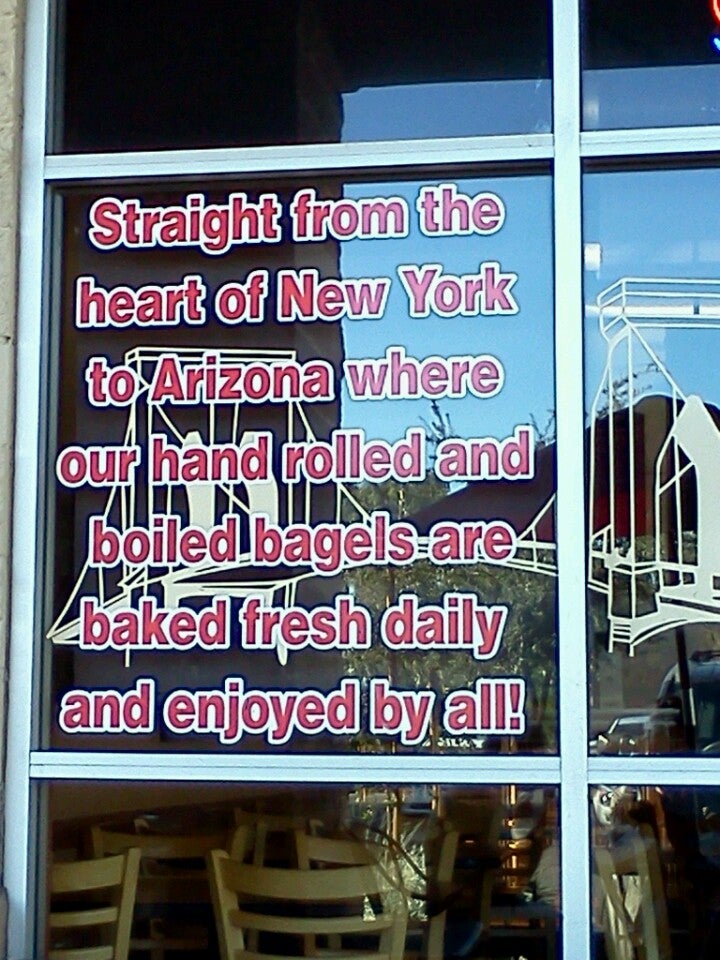 Straight from the
heart of New York
to Arizona where
our hand rolled and
boiled bagels are
baked fresh daily
and enjoyed by all!